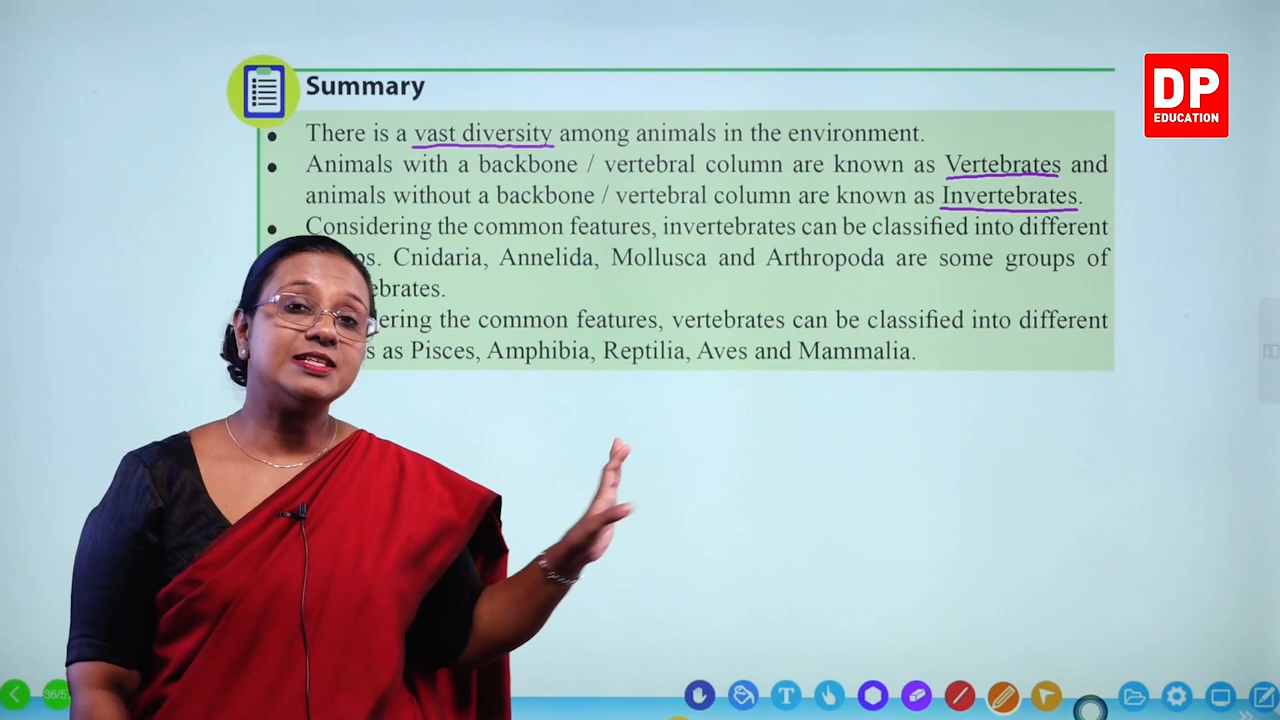 DP
EDUCATION
Summary
There is a vast diversity among animals in the environment.
Animals with a backbone / vertebral column are known as Vertebrates and
animals without a backbone / vertebral column are known as Invertebrates.
Considering the common features, invertebrates can be classified into different
Cnidaria, Annelida, Mollusca and Arthropoda are some groups of
the common features, vertebrates can be classified into different
as Pisces, Amphibia, Reptilia, Aves and Mammalia.
T